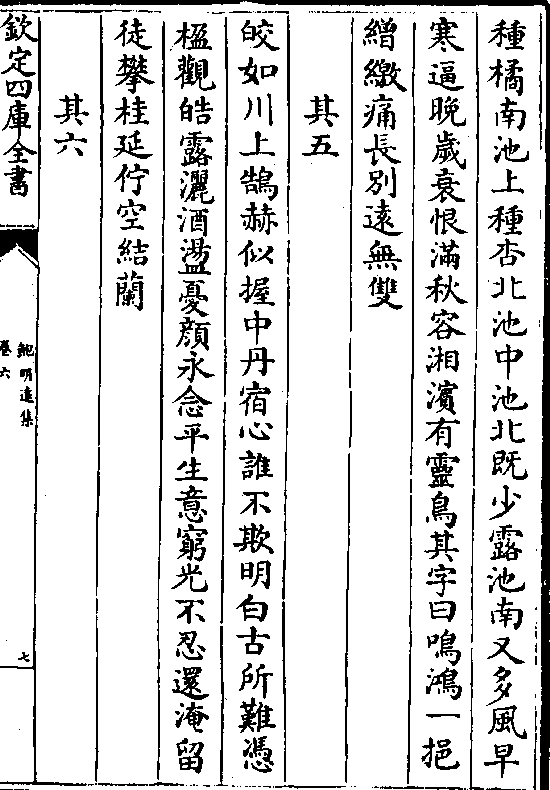 種橘南池上種杏北池中池北既少露池南又多風早
寒逼晚歲衰恨滿秋容湘濱有靈鳥其字曰鳴鴻一挹
繒繳痛長別遠無雙
其五
皎如川上鵠赫似握中丹宿心誰不欺明白古所難憑
楹觀皓露灑酒盪憂顔永念平生意窮光不忍還淹留
徒攀桂延佇空結蘭
其六
欽定四庫全書
鮑明遠集
卷六
七